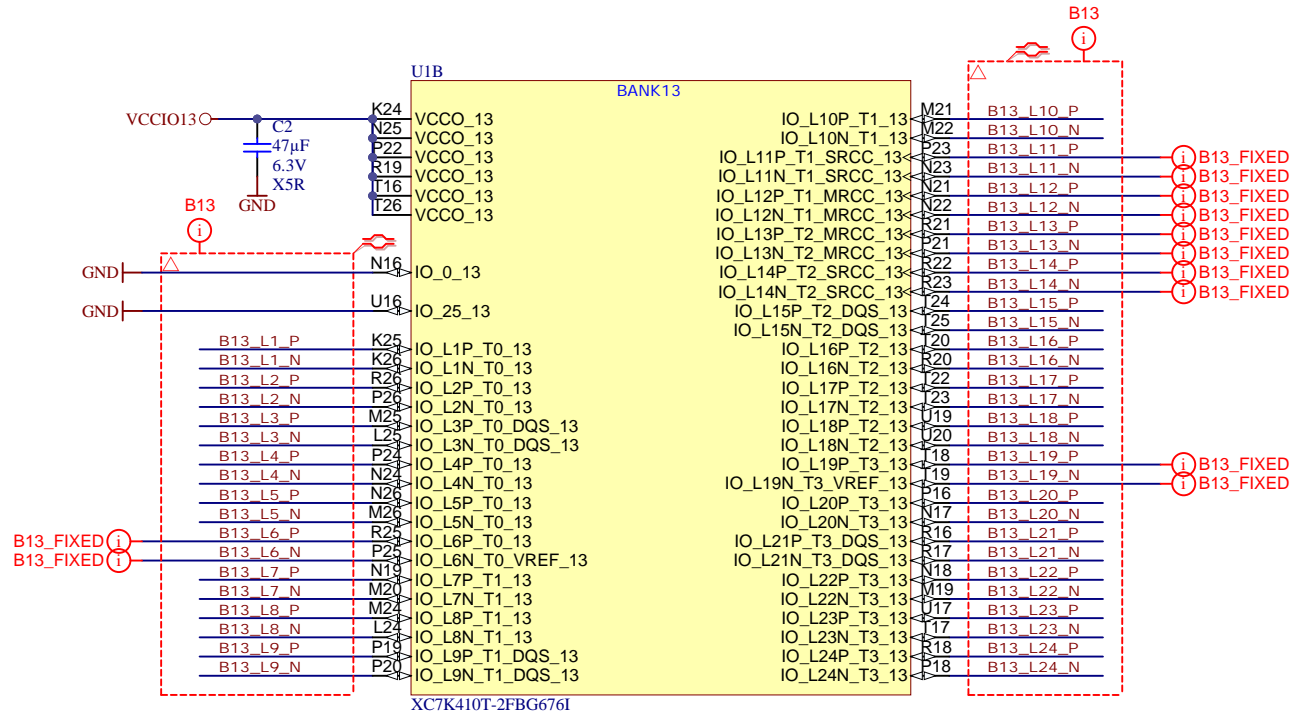 B13
i
U1B
BANK13
VCCIO13
C2
47µF
6.3V
X5R
GND
K24 VCCO_13
N25 VCCO_13
P22 VCCO_13
R19 VCCO_13
T16 VCCO_13
T26 VCCO_13
B13
i
GND N16 IO_0_13
GND U16 IO_25_13
B13_L1_P K25 IO_L1P_T0_13
B13_L1_N K26 IO_L1N_T0_13
B13_L2_P R26 IO_L2P_T0_13
B13_L2_N P26 IO_L2N_T0_13
B13_L3_P M25 IO_L3P_T0_DQS_13
B13_L3_N L25 IO_L3N_T0_DQS_13
B13_L4_P P24 IO_L4P_T0_13
B13_L4_N N24 IO_L4N_T0_13
B13_L5_P N26 IO_L5P_T0_13
B13_L5_N M26 IO_L5N_T0_13
B13_FIXED i B13_L6_P R25 IO_L6P_T0_13
B13_FIXED i B13_L6_N P25 IO_L6N_T0_VREF_13
B13_L7_P N19 IO_L7P_T1_13
B13_L7_N M20 IO_L7N_T1_13
B13_L8_P M24 IO_L8P_T1_13
B13_L8_N L24 IO_L8N_T1_13
B13_L9_P P19 IO_L9P_T1_DQS_13
B13_L9_N P20 IO_L9N_T1_DQS_13
IO_L10P_T1_13 M21 B13_L10_P
IO_L10N_T1_13 M22 B13_L10_N
IO_L11P_T1_SRCC_13 P23 B13_L11_P i B13_FIXED
IO_L11N_T1_SRCC_13 N23 B13_L11_N i B13_FIXED
IO_L12P_T1_MRCC_13 N21 B13_L12_P i B13_FIXED
IO_L12N_T1_MRCC_13 N22 B13_L12_N i B13_FIXED
IO_L13P_T2_MRCC_13 R21 B13_L13_P i B13_FIXED
IO_L13N_T2_MRCC_13 P21 B13_L13_N i B13_FIXED
IO_L14P_T2_SRCC_13 R22 B13_L14_P i B13_FIXED
IO_L14N_T2_SRCC_13 R23 B13_L14_N i B13_FIXED
IO_L15P_T2_DQS_13 T24 B13_L15_P
IO_L15N_T2_DQS_13 T25 B13_L15_N
IO_L16P_T2_13 T20 B13_L16_P
IO_L16N_T2_13 R20 B13_L16_N
IO_L17P_T2_13 T22 B13_L17_P
IO_L17N_T2_13 T23 B13_L17_N
IO_L18P_T2_13 U19 B13_L18_P
IO_L18N_T2_13 U20 B13_L18_N
IO_L19P_T3_13 T18 B13_L19_P i B13_FIXED
IO_L19N_T3_VREF_13 T19 B13_L19_N i B13_FIXED
IO_L20P_T3_13 P16 B13_L20_P
IO_L20N_T3_13 N17 B13_L20_N
IO_L21P_T3_DQS_13 R16 B13_L21_P
IO_L21N_T3_DQS_13 R17 B13_L21_N
IO_L22P_T3_13 N18 B13_L22_P
IO_L22N_T3_13 M19 B13_L22_N
IO_L23P_T3_13 U17 B13_L23_P
IO_L23N_T3_13 T17 B13_L23_N
IO_L24P_T3_13 R18 B13_L24_P
IO_L24N_T3_13 P18 B13_L24_N
XC7K410T-2FBG676I